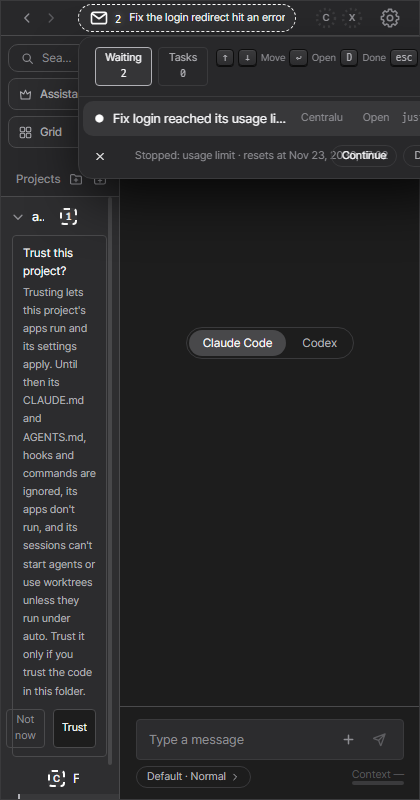 2 Fix the login redirect hit an error
C X
Sea...
Waiting
2
Tasks
0
↑ ↓ Move ↵ Open D Done esc
Assista
Fix login reached its usage li... Centralu Open jus
Grid
Stopped: usage limit · resets at Nov 23, Continue D
Projects
a.. 1
Trust this
project?
Trusting lets
this project's
apps run and
its settings
apply. Until
then its
CLAUDE.md
and
AGENTS.md,
hooks and
commands are
ignored, its
apps don't
run, and its
sessions can't
start agents or
use worktrees
unless they
run under
auto. Trust it
only if you
trust the code
in this folder.
Not
now
Trust
C F
Claude Code Codex
Type a message
Default · Normal
Context —